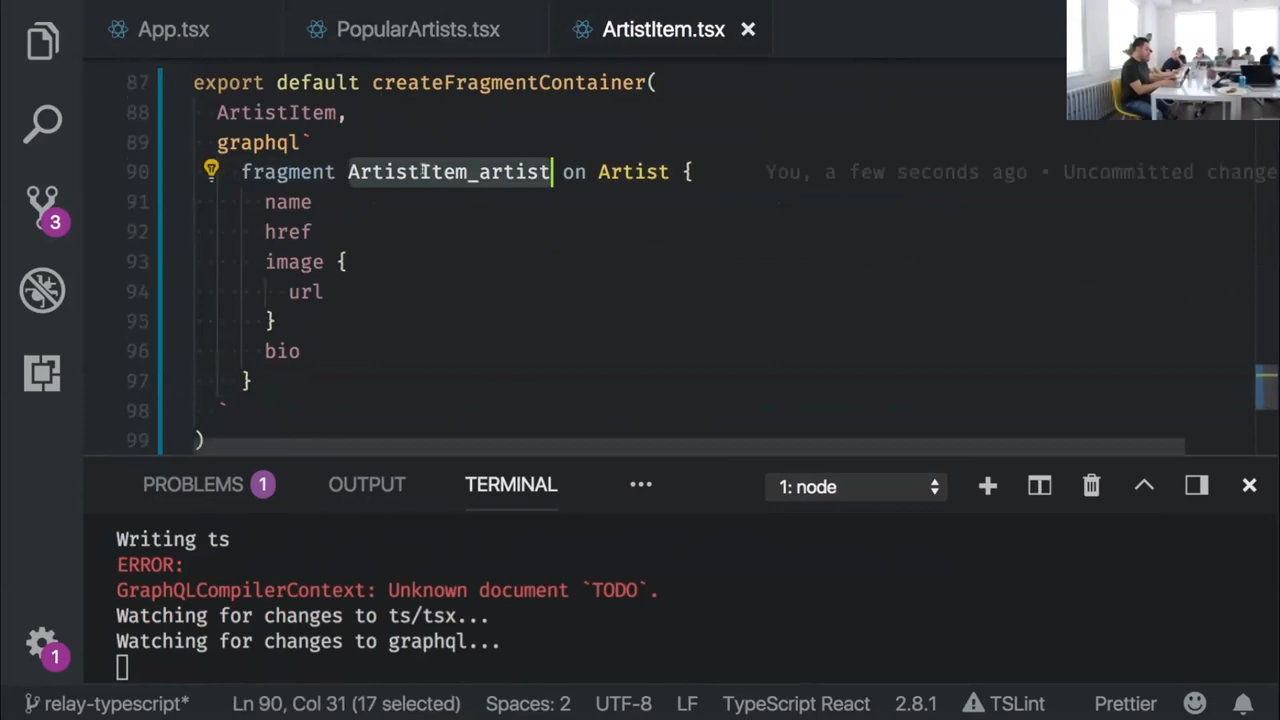 App.tsx
PopularArtists.tsx
ArtistItem.tsx
87 export default createFragmentContainer(
88 ArtistItem,
89 graphql`
90 fragment ArtistItem_artist on Artist { You, a few seconds ago • Uncommitted change
91 name
92 href
93 image {
94 url
95 }
96 bio
97 }
98 `
99 )
3
1
PROBLEMS 1 OUTPUT TERMINAL ••• 1: node
Writing ts
ERROR:
GraphQLCompilerContext: Unknown document `TODO`.
Watching for changes to ts/tsx...
Watching for changes to graphql...
relay-typescript* Ln 90, Col 31 (17 selected) Spaces: 2 UTF-8 LF TypeScript React 2.8.1 TSLint Prettier